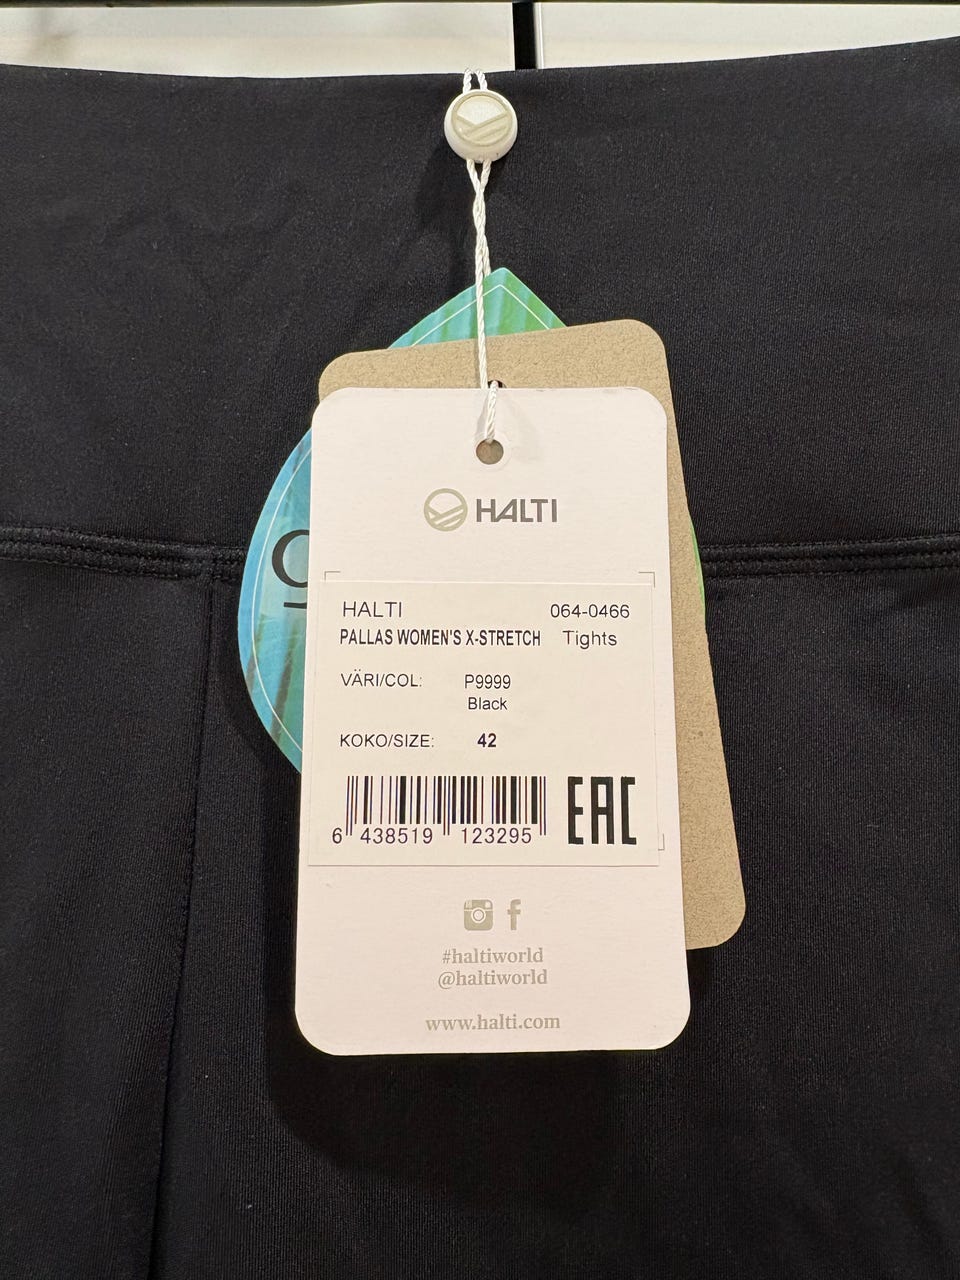 HALTI
HALTI 064-0466
PALLAS WOMEN'S X-STRETCH Tights
VÄRI/COL: P9999
Black
KOKO/SIZE: 42
6 438519 123295
EAC
#haltiworld
@haltiworld
www.halti.com